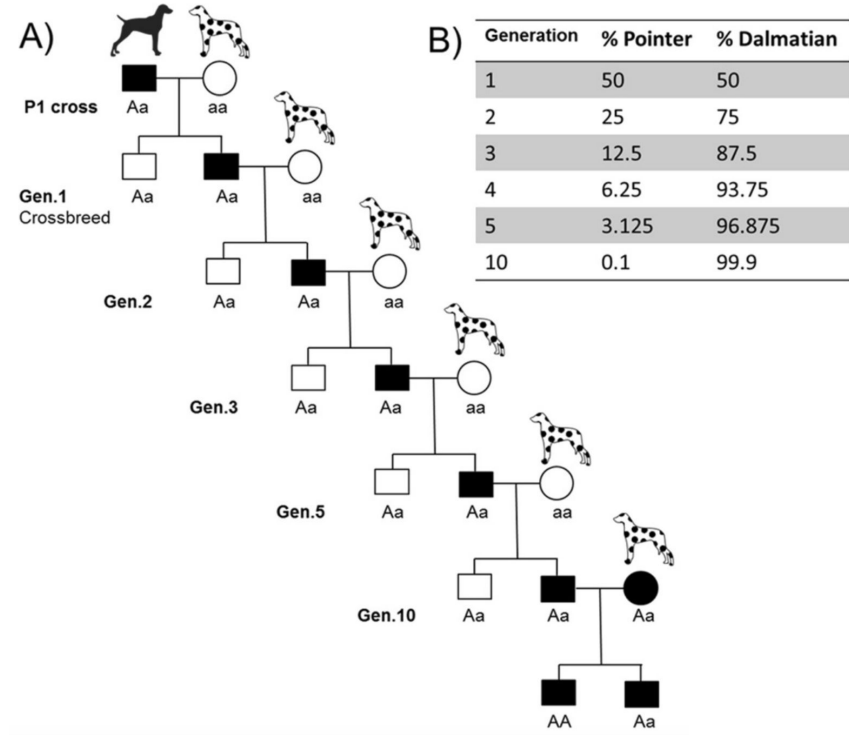 A)
P1 cross
Aa aa
Gen.1
Crossbreed
Aa Aa aa
Gen.2
Aa Aa aa
Gen.3
Aa Aa aa
Gen.5
Aa Aa aa
Gen.10
Aa Aa Aa
AA Aa
B)
Generation % Pointer % Dalmatian
1 50 50
2 25 75
3 12.5 87.5
4 6.25 93.75
5 3.125 96.875
10 0.1 99.9